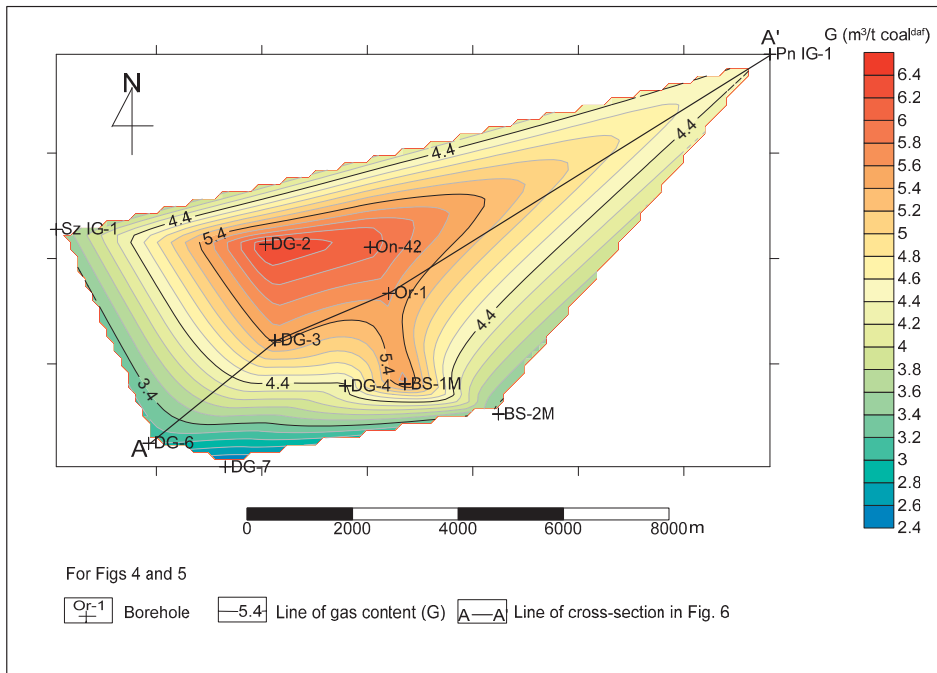 G (m³/t coalᵈᵃᶠ)
A'
Pn IG-1
N
6.4
6.2
6
5.8
5.6
5.4
5.2
5
4.8
4.6
4.4
4.2
4
3.8
3.6
3.4
3.2
3
2.8
2.6
2.4
4.4
4.4
4.4
Sz IG-1
5.4
DG-2
On-42
Or-1
4.4
DG-3
5.4
4.4
DG-4
BS-1M
3.4
BS-2M
A
DG-6
DG-7
0 2000 4000 6000 8000 m
For Figs 4 and 5
Or-1 Borehole 5.4 Line of gas content (G) A A' Line of cross-section in Fig. 6